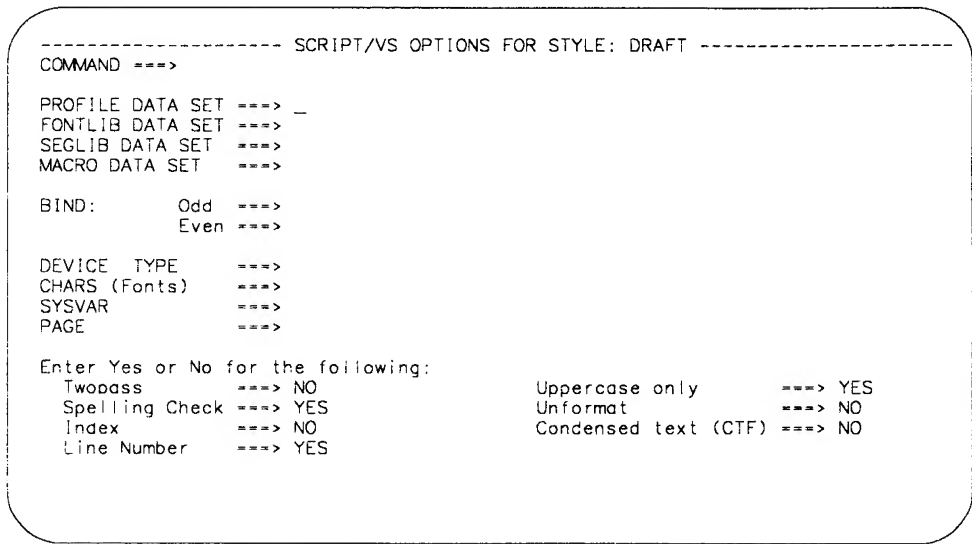 ---------------------- SCRIPT/VS OPTIONS FOR STYLE: DRAFT -----------------------
COMMAND ===>
PROFILE DATA SET ===> _
FONTLIB DATA SET ===>
SEGLIB DATA SET ===>
MACRO DATA SET ===>
BIND: Odd ===>
Even ===>
DEVICE TYPE ===>
CHARS (Fonts) ===>
SYSVAR ===>
PAGE ===>
Enter Yes or No for the following:
Twopass ===> NO Uppercase only ===> YES
Spelling Check ===> YES Unformat ===> NO
Index ===> NO Condensed text (CTF) ===> NO
Line Number ===> YES